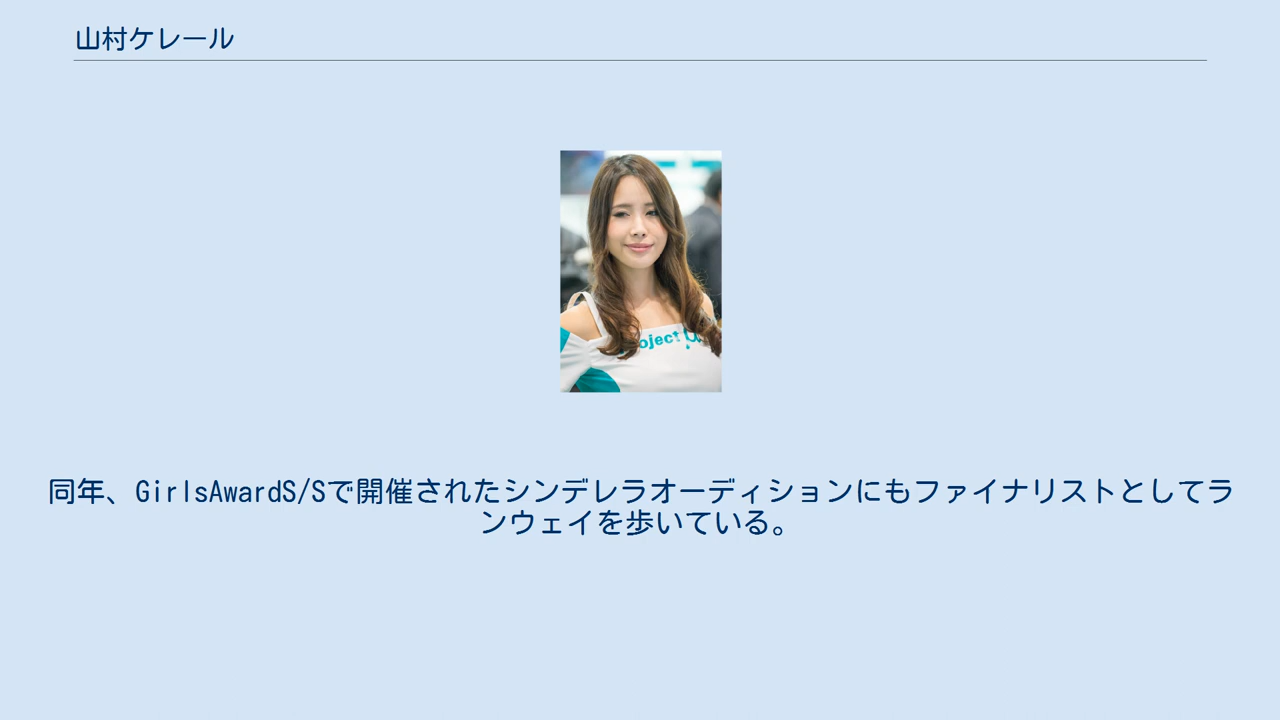 山村ケレール
oject
同年、GirlsAwardS/Sで開催されたシンデレラオーディションにもファイナリストとしてラ
ンウェイを歩いている。